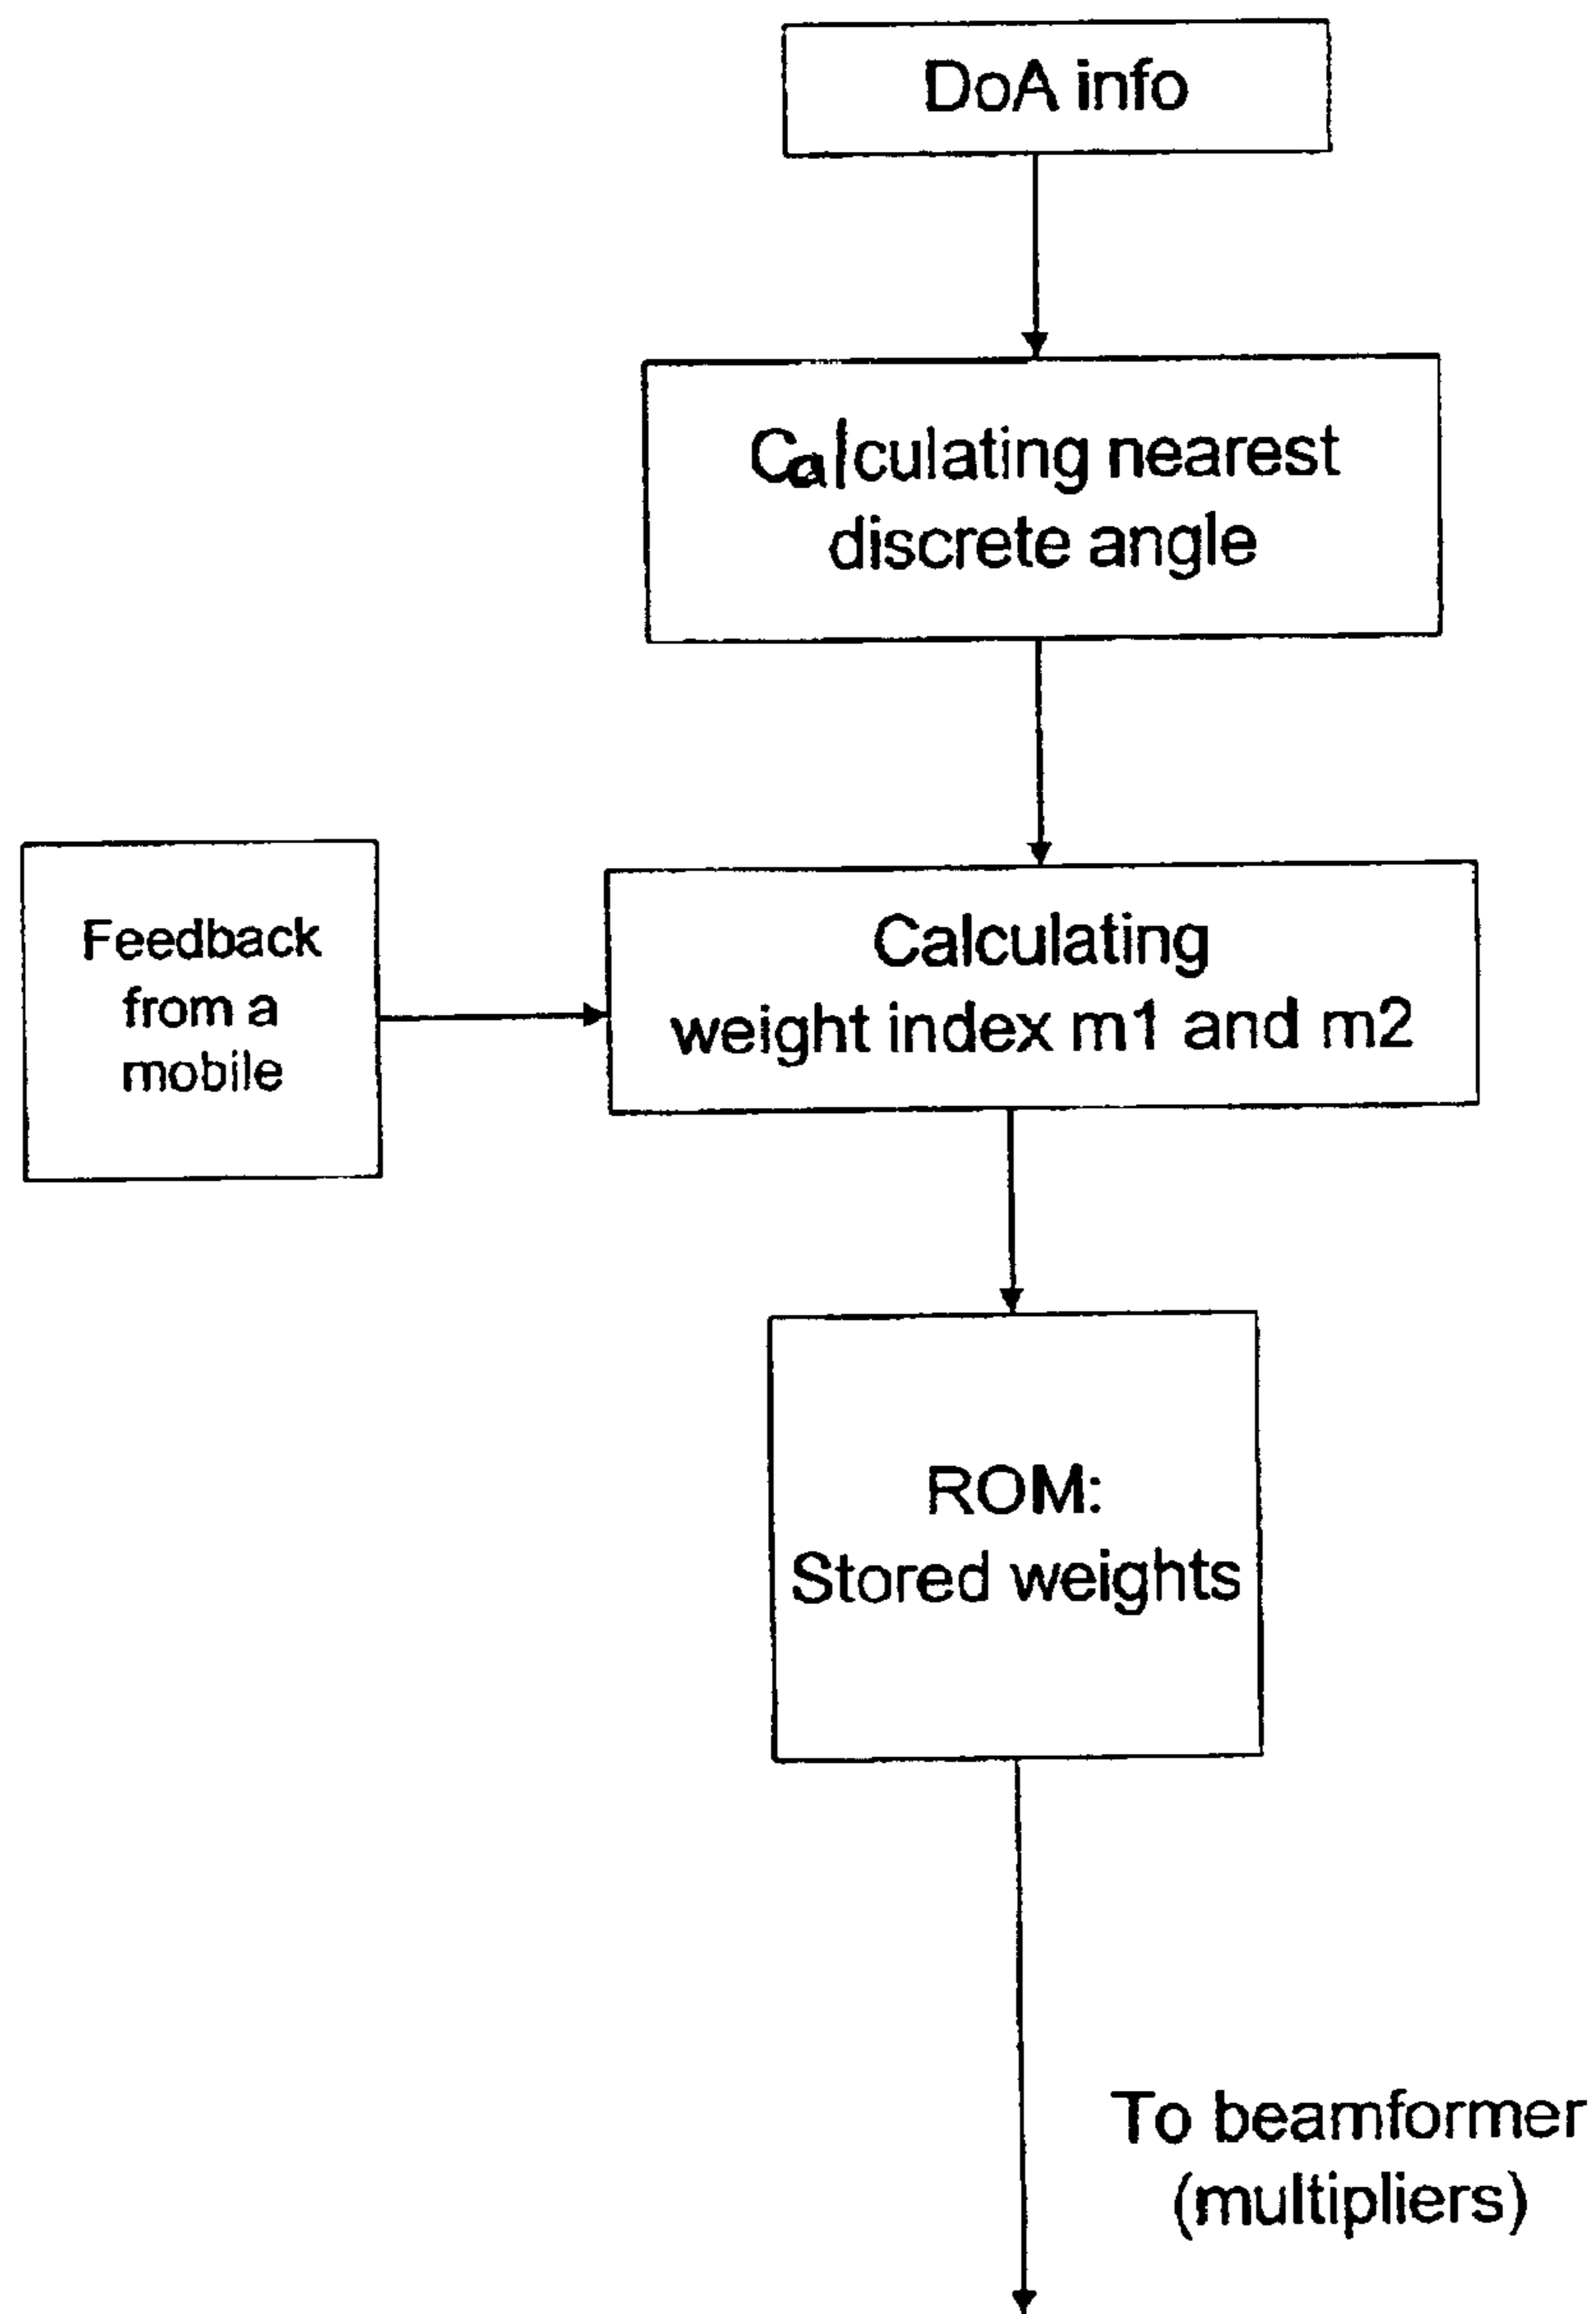 DoA info
Calculating nearest
discrete angle
Feedback
from a
mobile
Calculating
weight index m1 and m2
ROM:
Stored weights
To beamformer
(multipliers)